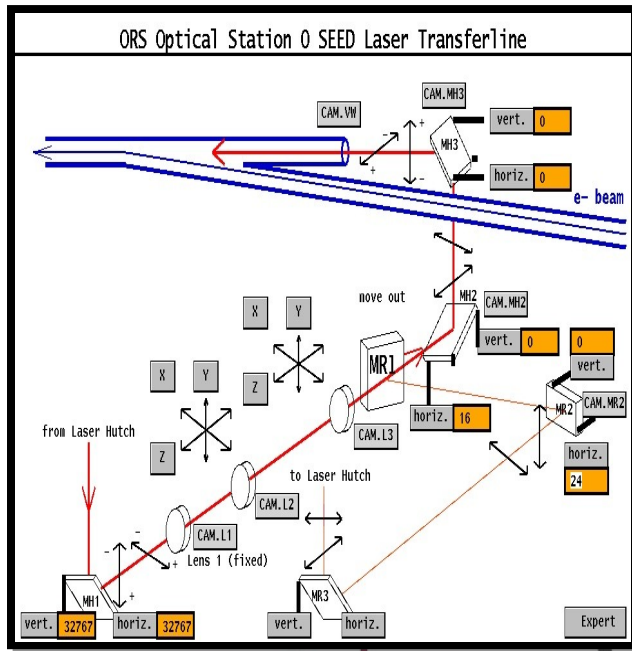 ORS Optical Station 0 SEED Laser Transferline
CAM.MH3
CAM.VW
vert. 0
MH3
+
-
-
+
horiz. 0
e- beam
move out
MH2
CAM.MH2
X Y
vert. 0
0
vert.
MR1
X Y
Z
MR2
CAM.MR2
horiz. 16
from Laser Hutch
CAM.L3
horiz.
24
Z
to Laser Hutch
CAM.L2
CAM.L1
Lens 1 (fixed)
-
-
+
+
MH1
MR3
vert. 32767 horiz. 32767
vert.
horiz.
Expert